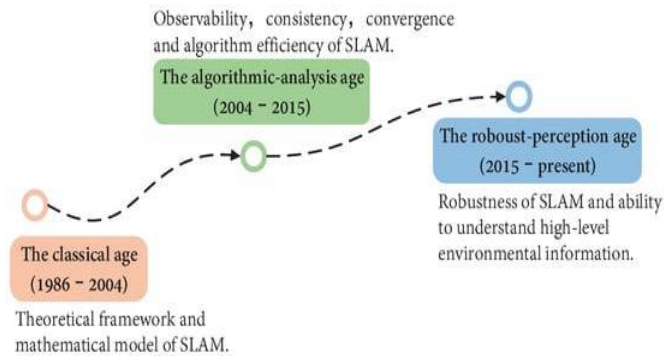 Observability, consistency, convergence
and algorithm efficiency of SLAM.
The algorithmic-analysis age
(2004 – 2015)
The roboust-perception age
(2015 – present)
Robustness of SLAM and ability
to understand high-level
environmental information.
The classical age
(1986 – 2004)
Theoretical framework and
mathematical model of SLAM.